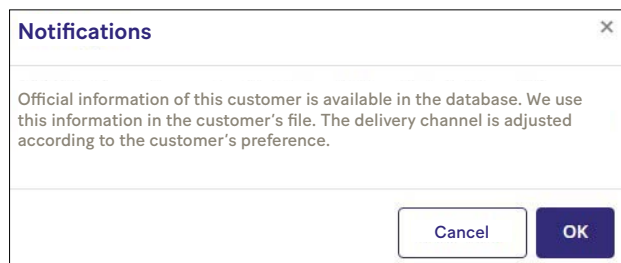 Notifications
×
Official information of this customer is available in the database. We use
this information in the customer's file. The delivery channel is adjusted
according to the customer's preference.
Cancel
OK